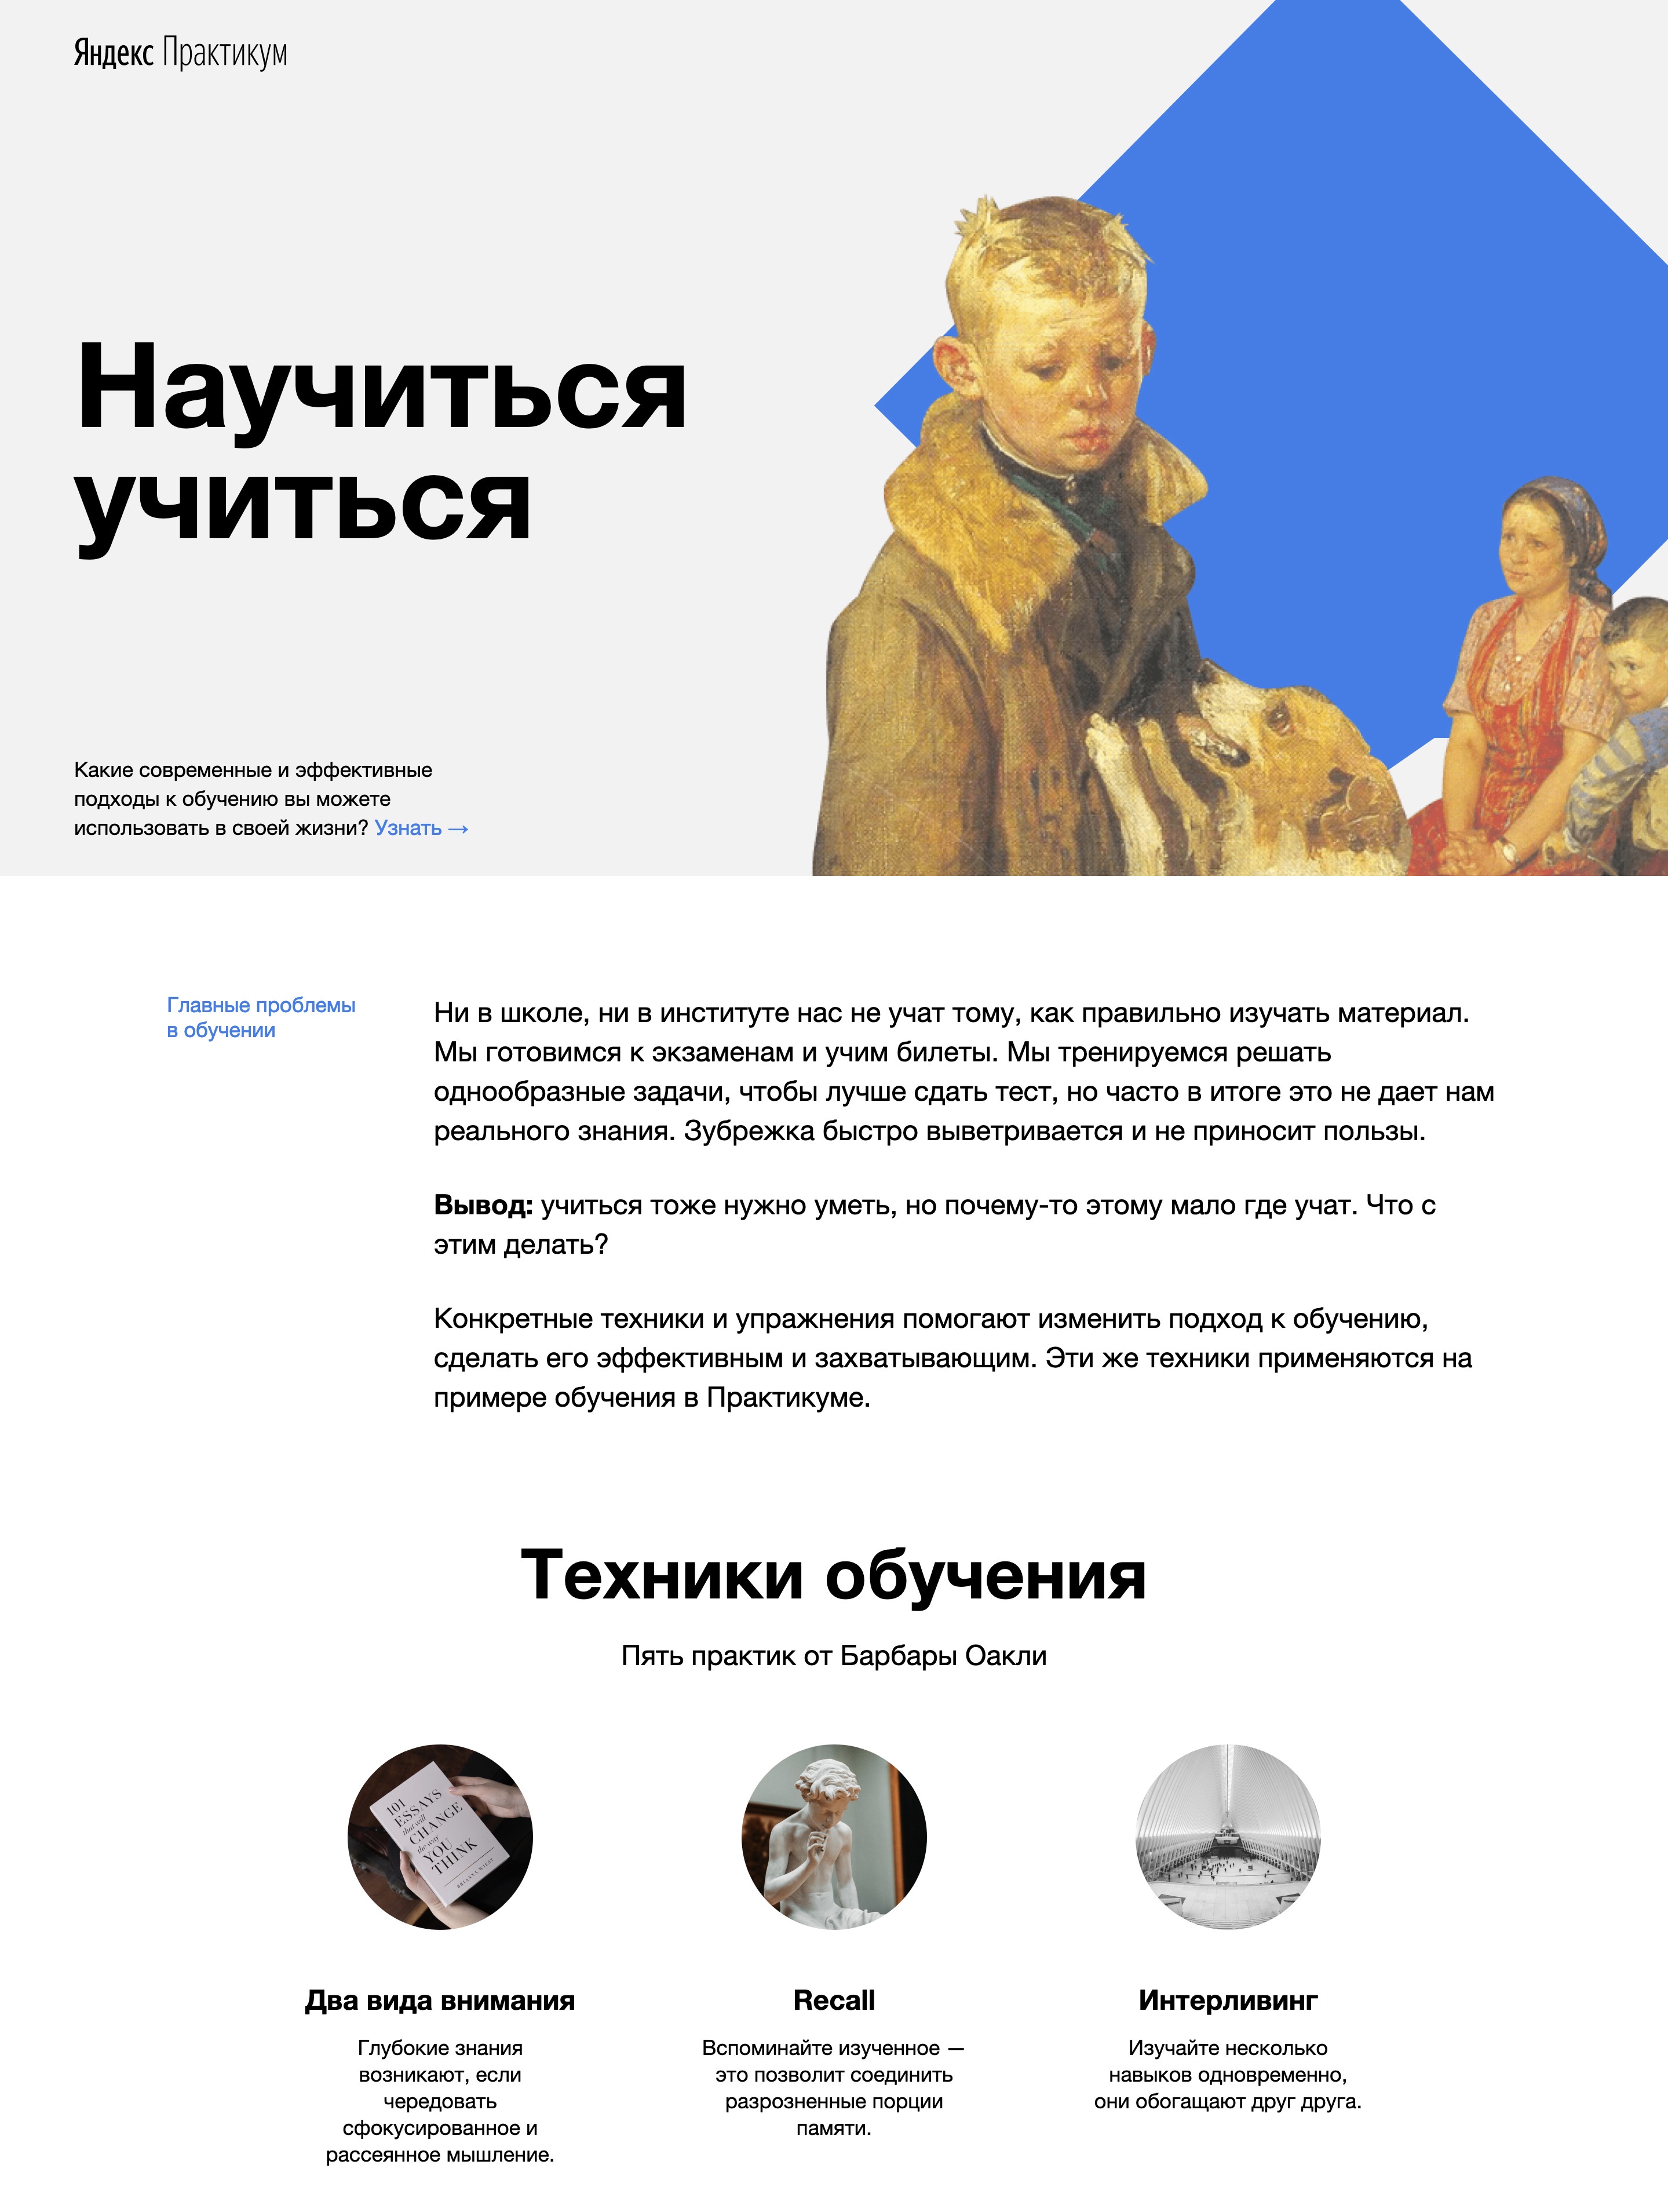 Яндекс Практикум
Научиться
учиться
Какие современные и эффективные
подходы к обучению вы можете
использовать в своей жизни? Узнать →
Главные проблемы
в обучении
Ни в школе, ни в институте нас не учат тому, как правильно изучать материал.
Мы готовимся к экзаменам и учим билеты. Мы тренируемся решать
однообразные задачи, чтобы лучше сдать тест, но часто в итоге это не дает нам
реального знания. Зубрежка быстро выветривается и не приносит пользы.
Вывод: учиться тоже нужно уметь, но почему-то этому мало где учат. Что с
этим делать?
Конкретные техники и упражнения помогают изменить подход к обучению,
сделать его эффективным и захватывающим. Эти же техники применяются на
примере обучения в Практикуме.
Техники обучения
Пять практик от Барбары Оакли
101
ESSAYS
that will
CHANGE
the way
YOU
THINK
BRIANNA WIEST
Два вида внимания
Глубокие знания
возникают, если
чередовать
сфокусированное и
рассеянное мышление.
Recall
Вспоминайте изученное —
это позволит соединить
разрозненные порции
памяти.
Интерливинг
Изучайте несколько
навыков одновременно,
они обогащают друг друга.